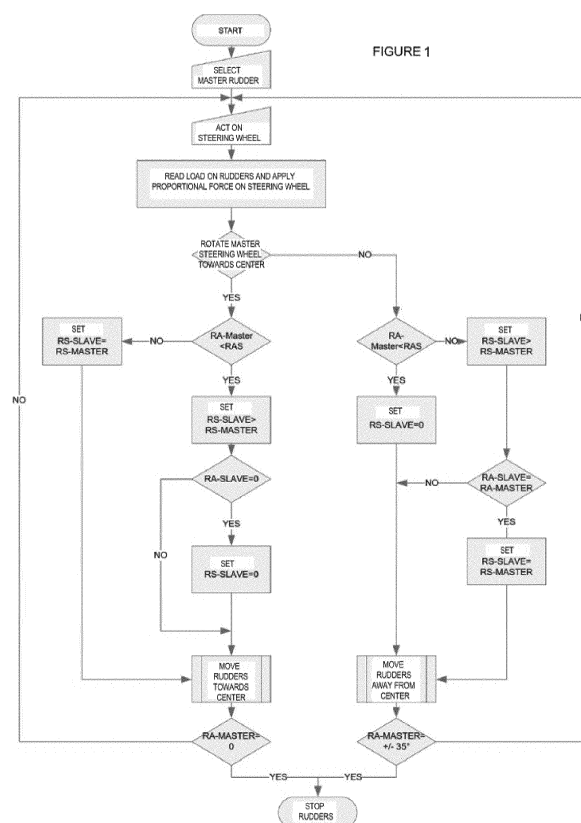 START
FIGURE 1
SELECT
MASTER RUDDER
ACT ON
STEERING WHEEL
READ LOAD ON RUDDERS AND APPLY
PROPORTIONAL FORCE ON STEERING WHEEL
ROTATE MASTER
STEERING WHEEL
TOWARDS CENTER
NO
YES
SET
RS-SLAVE=
RS-MASTER
NO
RA-Master
<RAS
RA-
Master<RAS
NO
SET
RS-SLAVE>
RS-MASTER
YES
YES
NO
SET
RS-SLAVE>
RS-MASTER
SET
RS-SLAVE=0
RA-SLAVE=0
NO
RA-SLAVE=
RA-MASTER
YES
YES
NO
SET
RS-SLAVE=0
SET
RS-SLAVE=
RS-MASTER
MOVE
RUDDERS
TOWARDS
CENTER
MOVE
RUDDERS
AWAY FROM
CENTER
RA-MASTER=
0
RA-MASTER=
+/- 35°
YES
YES
STOP
RUDDERS